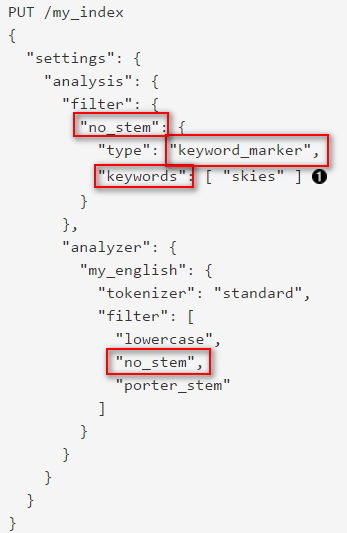 PUT /my_index
{
  "settings": {
    "analysis": {
      "filter": {
        "no_stem": {
          "type": "keyword_marker",
          "keywords": [ "skies" ] ❶
        }
      },
      "analyzer": {
        "my_english": {
          "tokenizer": "standard",
          "filter": [
            "lowercase",
            "no_stem",
            "porter_stem"
          ]
        }
      }
    }
  }
}